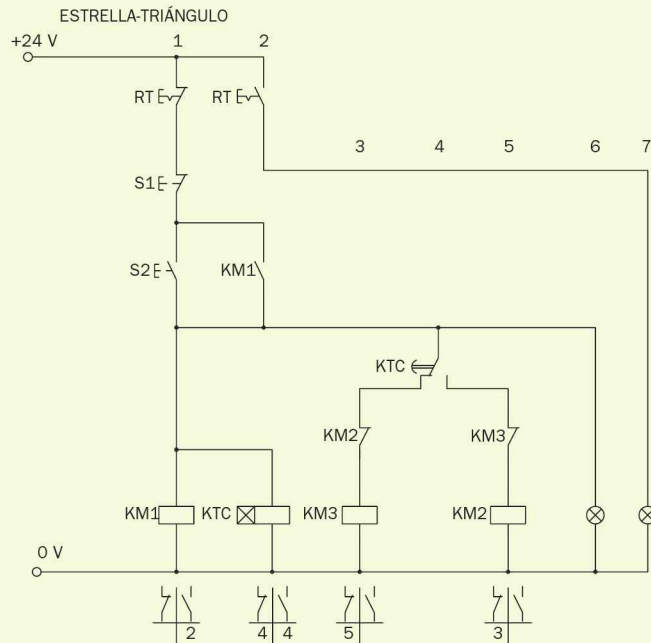 ESTRELLA-TRIÁNGULO
+24 V 1 2
RT RT
3 4 5 6 7
S1
S2 KM1
KTC
KM2 KM3
KM1 KTC KM3 KM2
0 V
2 4 4 5 3